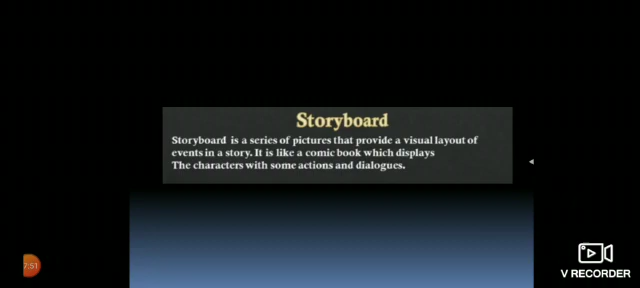 Storyboard
Storyboard is a series of pictures that provide a visual layout of
events in a story. It is like a comic book which displays
The characters with some actions and dialogues.
7:51
V RECORDER